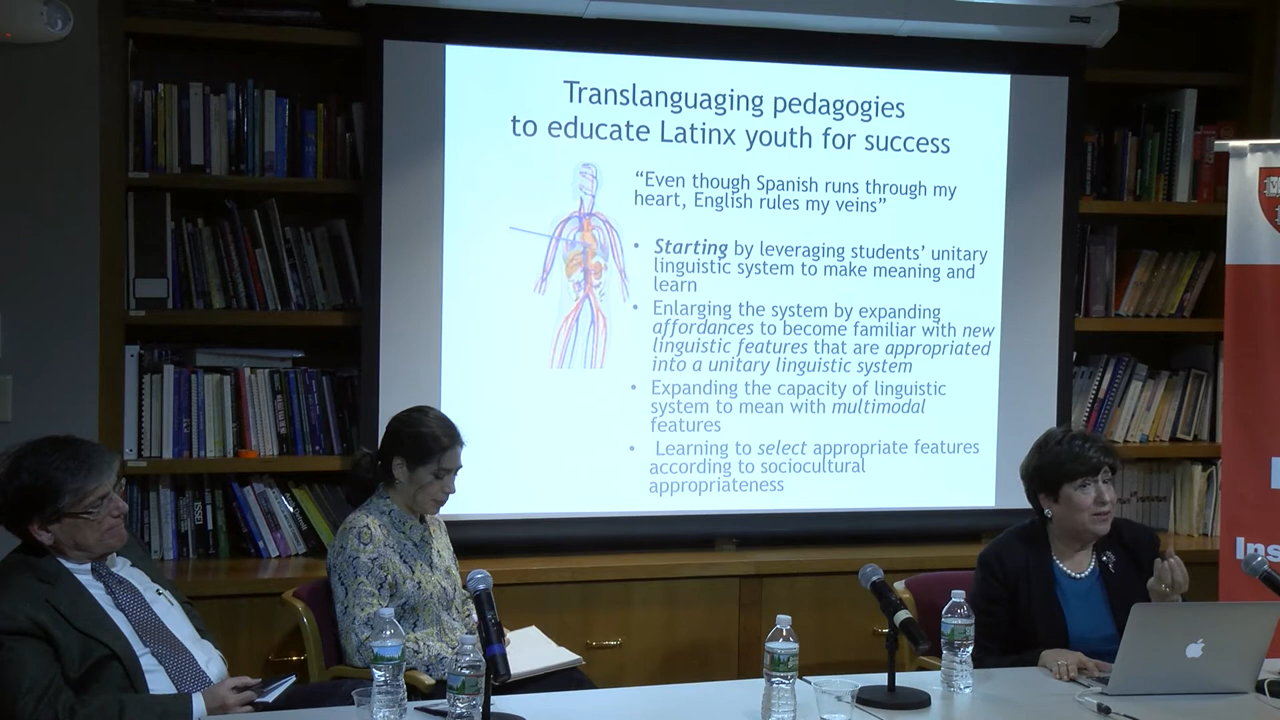 Translanguaging pedagogies
to educate Latinx youth for success
“Even though Spanish runs through my
heart, English rules my veins”
• Starting by leveraging students’ unitary
linguistic system to make meaning and
learn
• Enlarging the system by expanding
affordances to become familiar with new
linguistic features that are appropriated
into a unitary linguistic system
• Expanding the capacity of linguistic
system to mean with multimodal
features
• Learning to select appropriate features
according to sociocultural
appropriateness
Ins